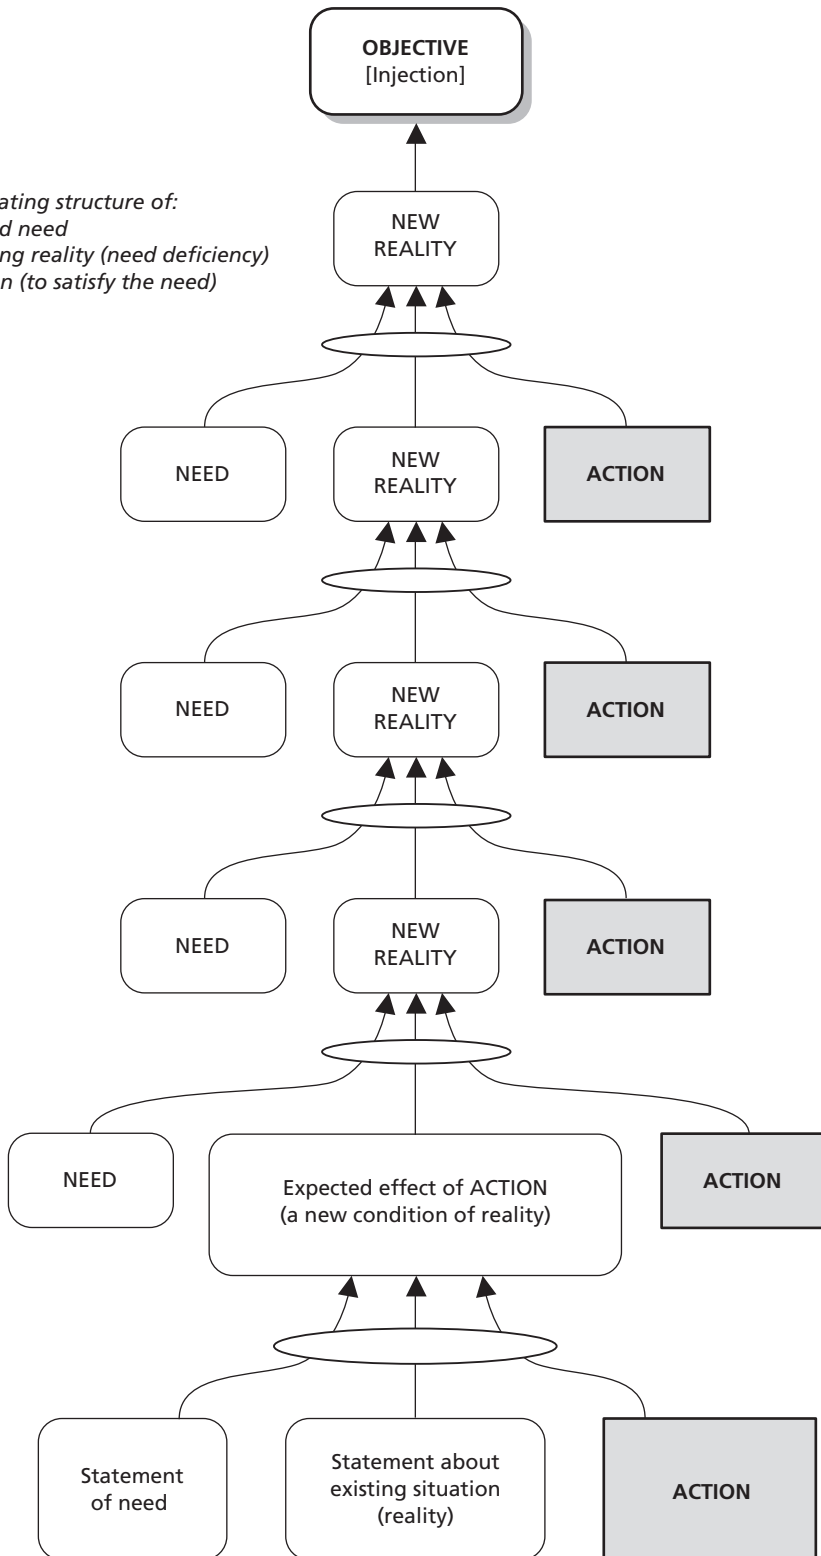 OBJECTIVE
[Injection]
ating structure of:
d need
ng reality (need deficiency)
n (to satisfy the need)
NEW
REALITY
NEED
NEW
REALITY
ACTION
NEED
NEW
REALITY
ACTION
NEED
NEW
REALITY
ACTION
NEED
Expected effect of ACTION
(a new condition of reality)
ACTION
Statement
of need
Statement about
existing situation
(reality)
ACTION